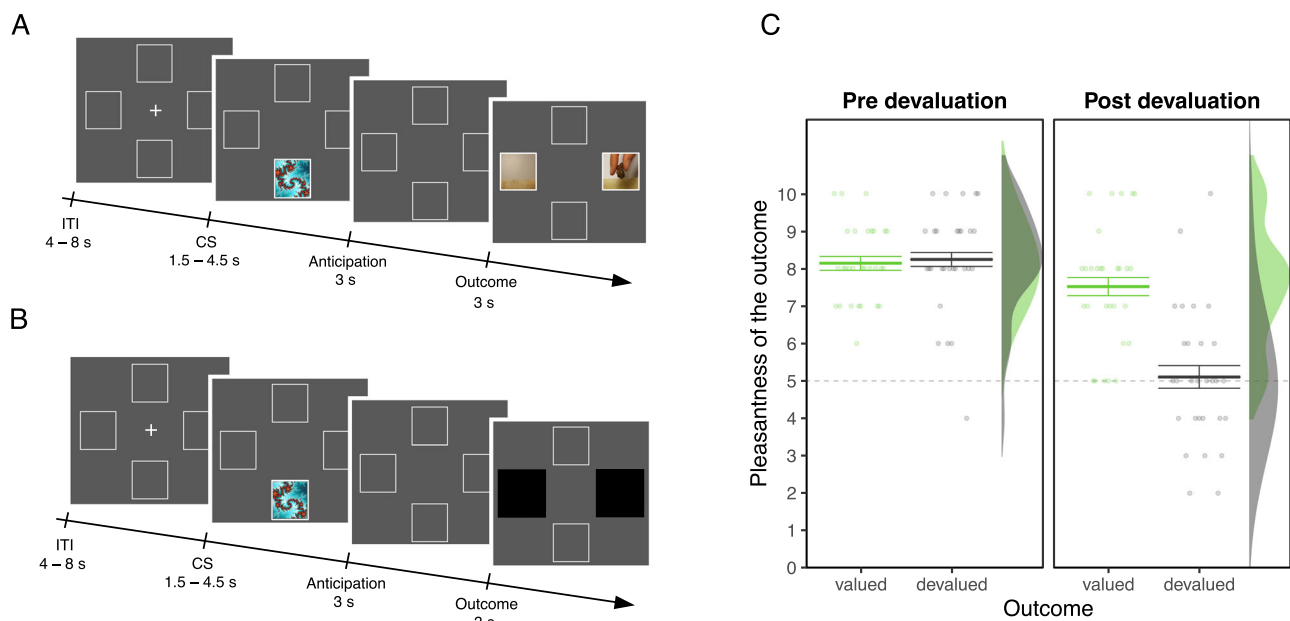 A
ITI
4 – 8 s
CS
1.5 – 4.5 s
Anticipation
3 s
Outcome
3 s
B
ITI
4 – 8 s
CS
1.5 – 4.5 s
Anticipation
3 s
Outcome
C
Pre devaluation
Post devaluation
Pleasantness of the outcome
10
9
8
7
6
5
4
3
2
1
0
valued
devalued
valued
devalued
Outcome